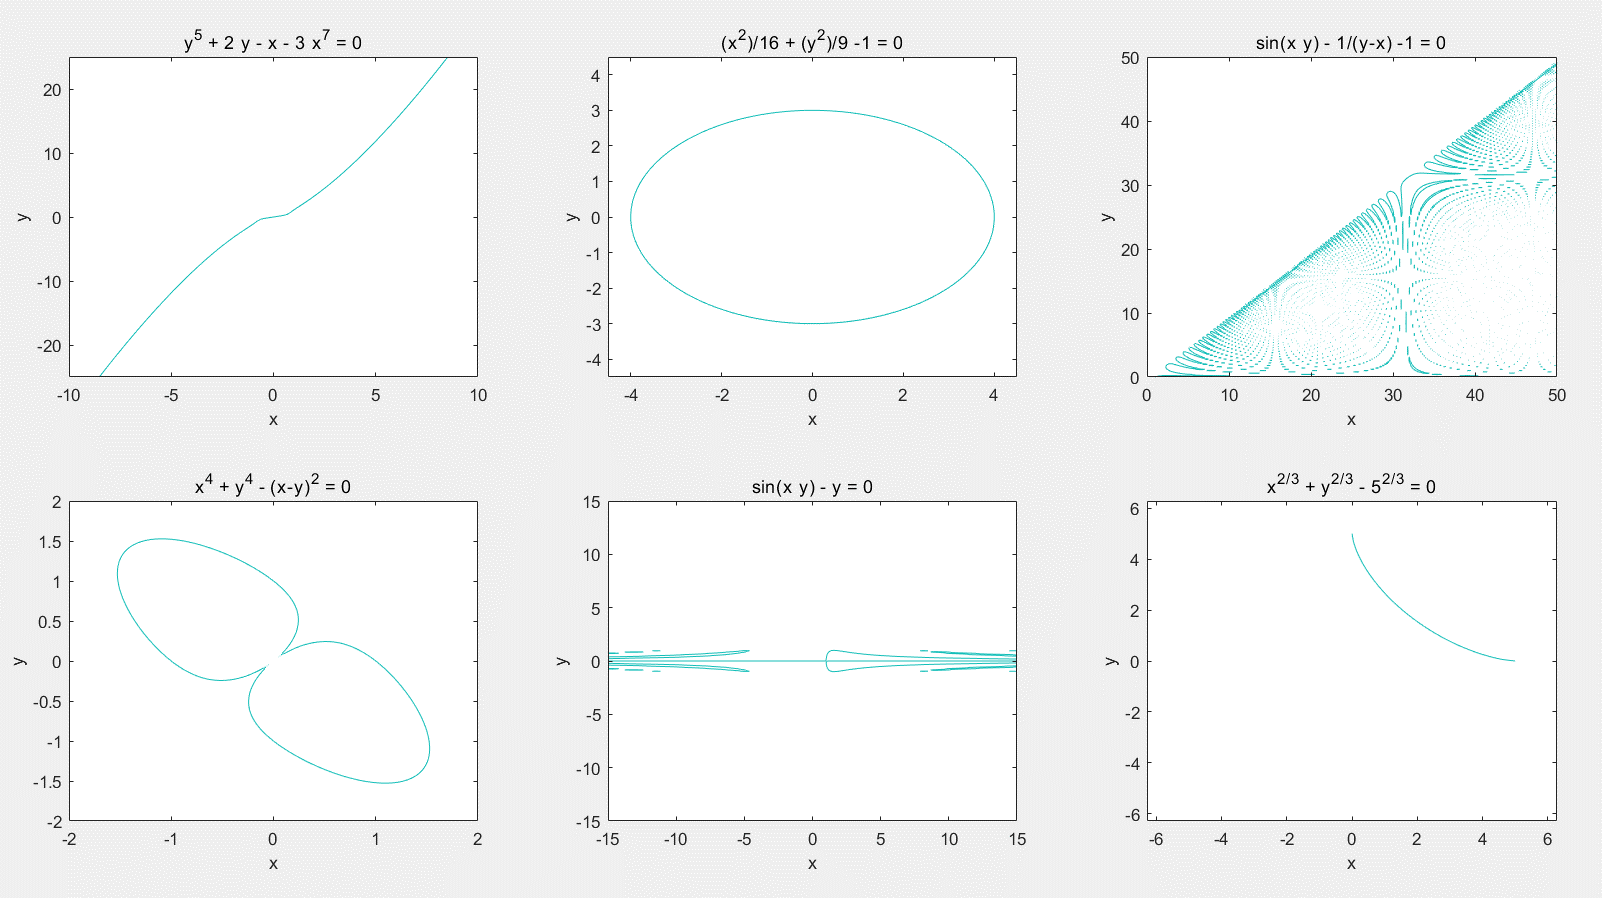 y^5 + 2 y - x - 3 x^7 = 0
(x^2)/16 + (y^2)/9 -1 = 0
sin(x y) - 1/(y-x) -1 = 0
20
10
0
-10
-20
y
-10 -5 0 5 10
x
4
3
2
1
0
-1
-2
-3
-4
y
-4 -2 0 2 4
x
50
40
30
20
10
0
y
0 10 20 30 40 50
x
x^4 + y^4 - (x-y)^2 = 0
sin(x y) - y = 0
x^2/3 + y^2/3 - 5^2/3 = 0
2
1.5
1
0.5
0
-0.5
-1
-1.5
-2
y
-2 -1 0 1 2
x
15
10
5
0
-5
-10
-15
y
-15 -10 -5 0 5 10 15
x
6
4
2
0
-2
-4
-6
y
-6 -4 -2 0 2 4 6
x